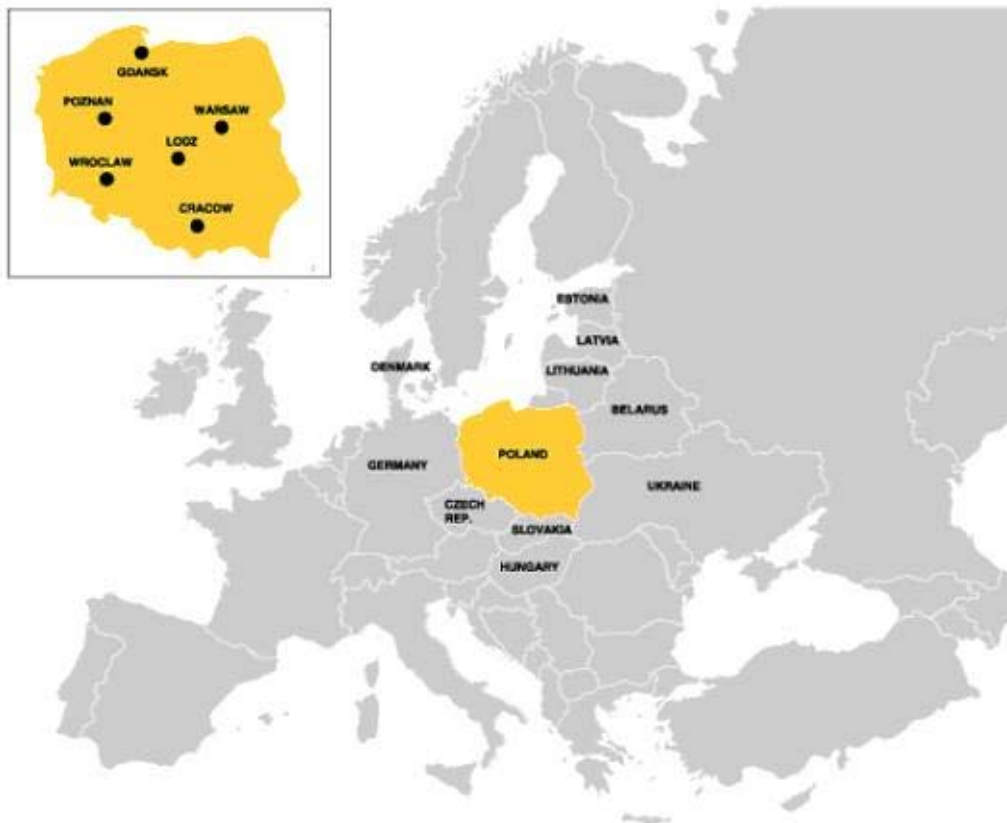 GDANSK
POZNAN
WARSAW
LODZ
WROCLAW
CRACOW
ESTONIA
LATVIA
DENMARK
LITHUANIA
BELARUS
POLAND
GERMANY
UKRAINE
CZECH
REP.
SLOVAKIA
HUNGARY